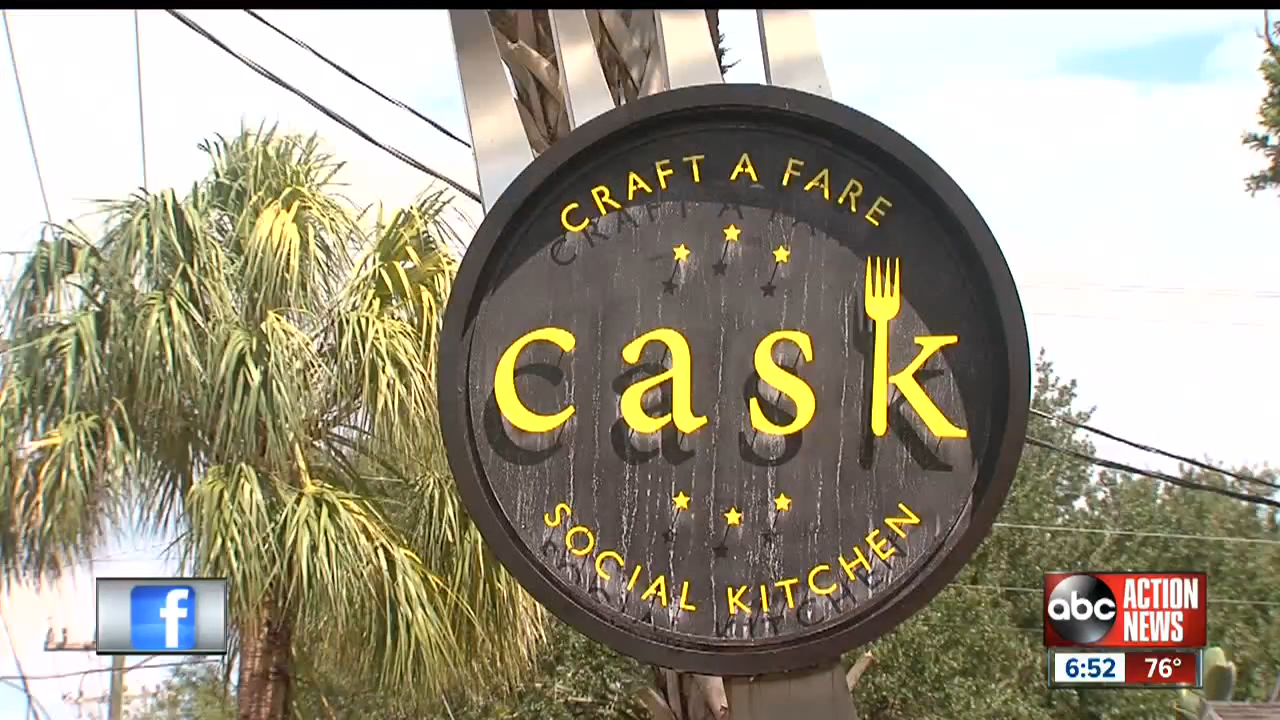 CRAFT A FARE
cask
SOCIAL KITCHEN
f
abc ACTION
NEWS
6:52 76°